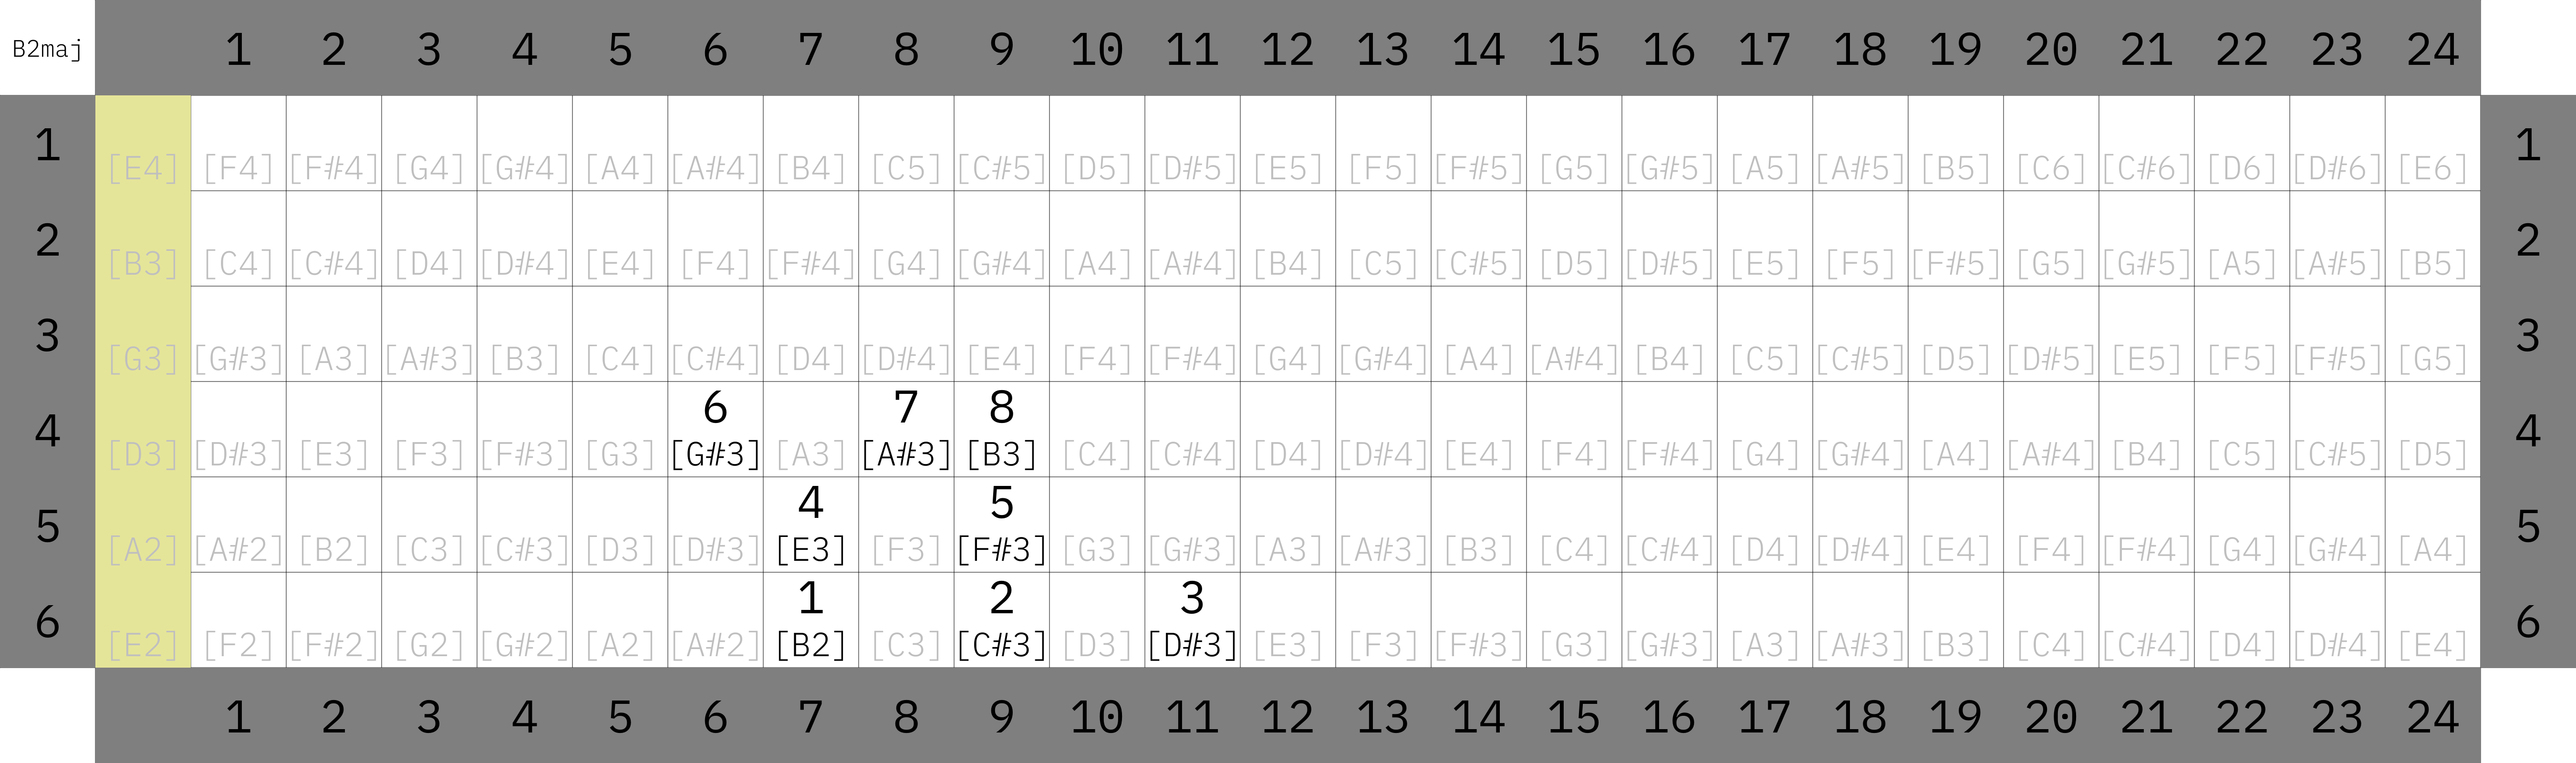 B2maj 1 2 3 4 5 6 7 8 9 10 11 12 13 14 15 16 17 18 19 20 21 22 23 24
1 [E4] [F4] [F#4] [G4] [G#4] [A4] [A#4] [B4] [C5] [C#5] [D5] [D#5] [E5] [F5] [F#5] [G5] [G#5] [A5] [A#5] [B5] [C6] [C#6] [D6] [D#6] [E6] 1
2 [B3] [C4] [C#4] [D4] [D#4] [E4] [F4] [F#4] [G4] [G#4] [A4] [A#4] [B4] [C5] [C#5] [D5] [D#5] [E5] [F5] [F#5] [G5] [G#5] [A5] [A#5] [B5] 2
3 [G3] [G#3] [A3] [A#3] [B3] [C4] [C#4] [D4] [D#4] [E4] [F4] [F#4] [G4] [G#4] [A4] [A#4] [B4] [C5] [C#5] [D5] [D#5] [E5] [F5] [F#5] [G5] 3
6 7 8
4 [D3] [D#3] [E3] [F3] [F#3] [G3] [G#3] [A3] [A#3] [B3] [C4] [C#4] [D4] [D#4] [E4] [F4] [F#4] [G4] [G#4] [A4] [A#4] [B4] [C5] [C#5] [D5] 4
4 5
5 [A2] [A#2] [B2] [C3] [C#3] [D3] [D#3] [E3] [F3] [F#3] [G3] [G#3] [A3] [A#3] [B3] [C4] [C#4] [D4] [D#4] [E4] [F4] [F#4] [G4] [G#4] [A4] 5
1 2 3
6 [E2] [F2] [F#2] [G2] [G#2] [A2] [A#2] [B2] [C3] [C#3] [D3] [D#3] [E3] [F3] [F#3] [G3] [G#3] [A3] [A#3] [B3] [C4] [C#4] [D4] [D#4] [E4] 6
1 2 3 4 5 6 7 8 9 10 11 12 13 14 15 16 17 18 19 20 21 22 23 24